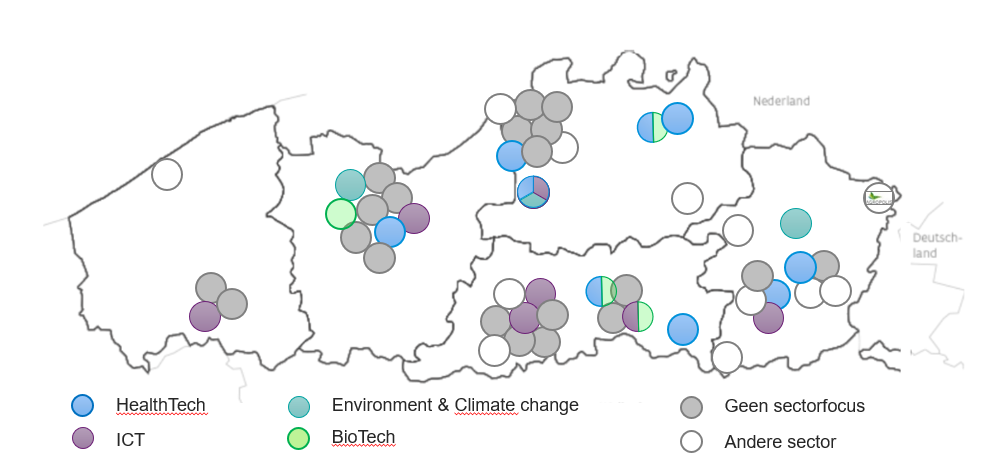 Nederland
Deutsch-
land
HealthTech
Environment & Climate change
Geen sectorfocus
ICT
BioTech
Andere sector